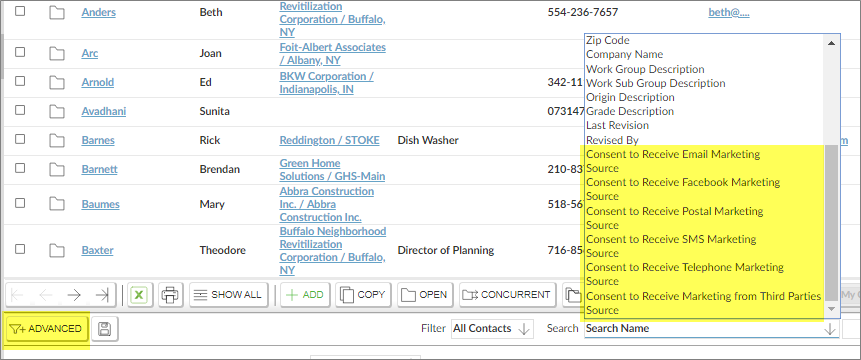 Anders Beth Revitilization Corporation / Buffalo, NY 554-236-7657 beth@....
Arc Joan Foit-Albert Associates / Albany, NY
Arnold Ed BKW Corporation / Indianapolis, IN 342-11
Avadhani Sunita 073147
Barnes Rick Reddington / STOKE Dish Washer
Barnett Brendan Green Home Solutions / GHS-Main 210-83
Baumes Mary Abbra Construction Inc. / Abbra Construction Inc. 518-56
Baxter Theodore Buffalo Neighborhood Revitilization Corporation / Buffalo, NY Director of Planning 716-85
Zip Code
Company Name
Work Group Description
Work Sub Group Description
Origin Description
Grade Description
Last Revision
Revised By
Consent to Receive Email Marketing
Source
Consent to Receive Facebook Marketing
Source
Consent to Receive Postal Marketing
Source
Consent to Receive SMS Marketing
Source
Consent to Receive Telephone Marketing
Source
Consent to Receive Marketing from Third Parties
Source
SHOW ALL ADD COPY OPEN CONCURRENT
ADVANCED Filter All Contacts Search Search Name